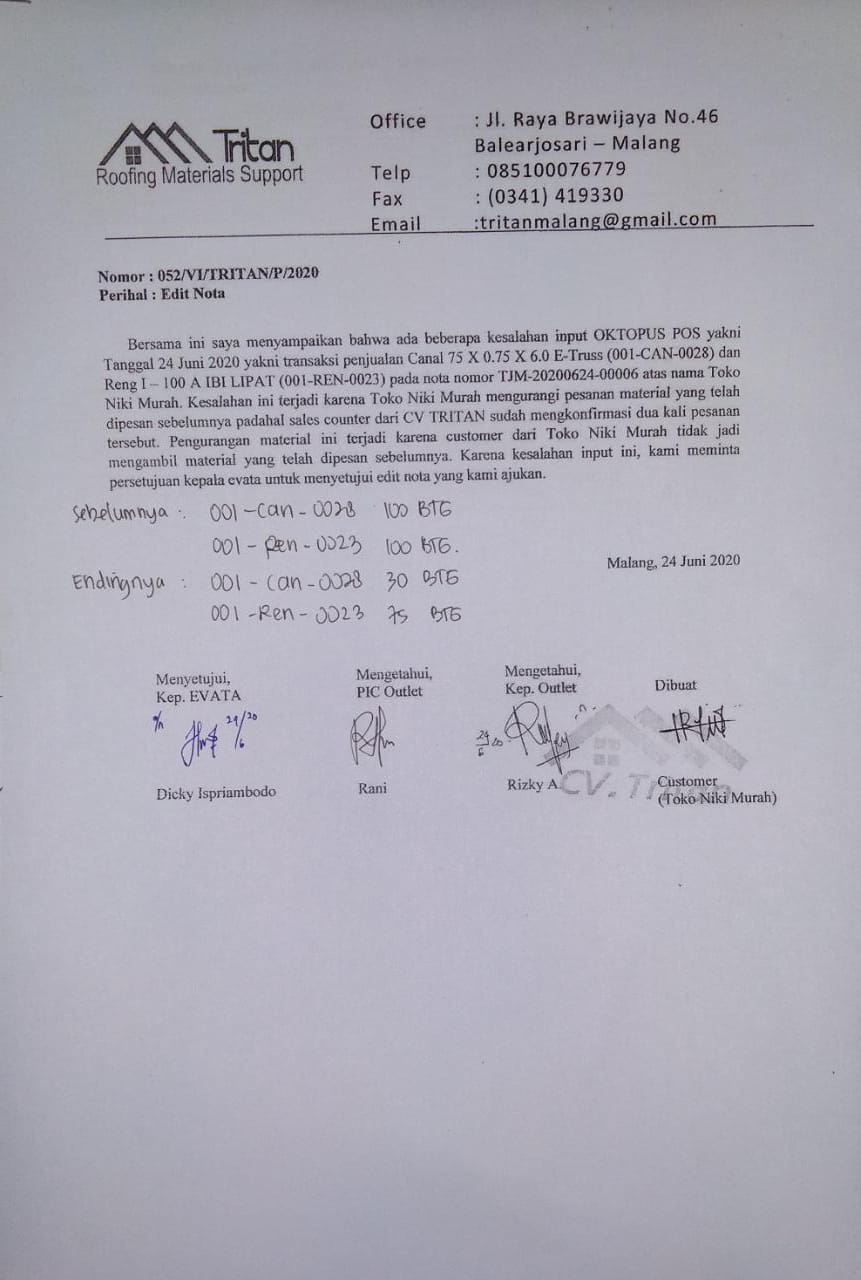 Tritan
Roofing Materials Support
Office : Jl. Raya Brawijaya No.46
Balearjosari – Malang
Telp : 085100076779
Fax : (0341) 419330
Email :tritanmalang@gmail.com
Nomor : 052/VI/TRITAN/P/2020
Perihal : Edit Nota
Bersama ini saya menyampaikan bahwa ada beberapa kesalahan input OKTOPUS POS yakni
Tanggal 24 Juni 2020 yakni transaksi penjualan Canal 75 X 0.75 X 6.0 E-Truss (001-CAN-0028) dan
Reng I – 100 A IBI LIPAT (001-REN-0023) pada nota nomor TJM-20200624-00006 atas nama Toko
Niki Murah. Kesalahan ini terjadi karena Toko Niki Murah mengurangi pesanan material yang telah
dipesan sebelumnya padahal sales counter dari CV TRITAN sudah mengkonfirmasi dua kali pesanan
tersebut. Pengurangan material ini terjadi karena customer dari Toko Niki Murah tidak jadi
mengambil material yang telah dipesan sebelumnya. Karena kesalahan input ini, kami meminta
persetujuan kepala evata untuk menyetujui edit nota yang kami ajukan.
Sebelumnya : 001-Can-0028 100 BTG
001-Ren-0023 100 BTG.
Endingnya : 001-Can-0028 30 BTG
001-Ren-0023 75 BTG
Malang, 24 Juni 2020
Menyetujui, Mengetahui, Mengetahui, Dibuat
Kep. EVATA PIC Outlet Kep. Outlet
Dicky Ispriambodo Rani Rizky A. Customer
(Toko Niki Murah)
CV. Tritan